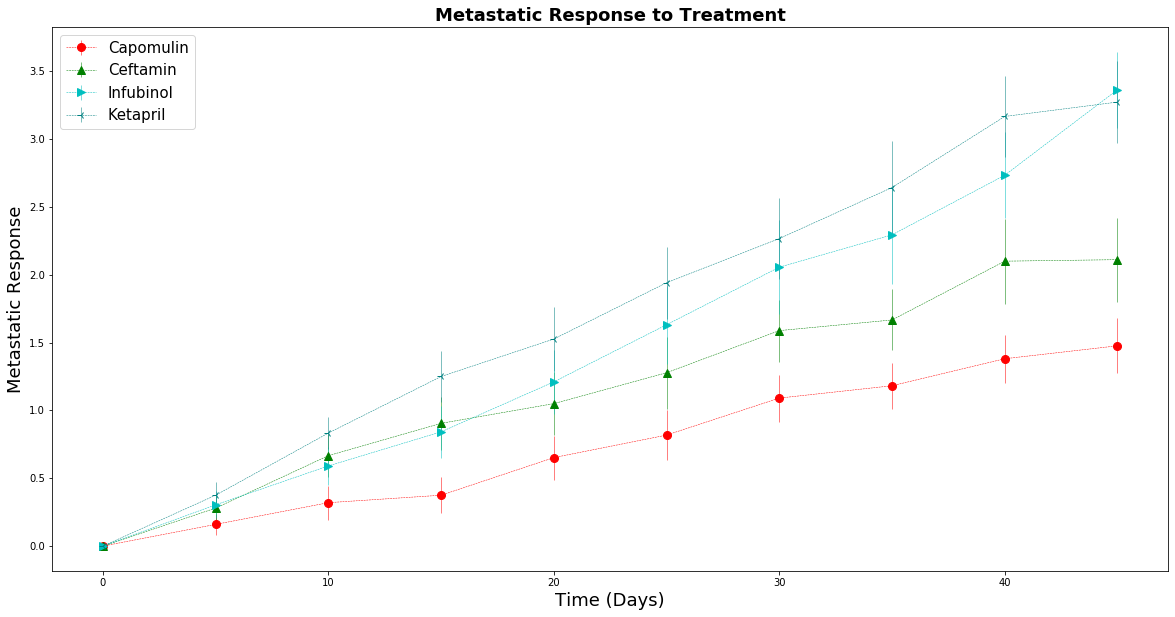 Metastatic Response to Treatment
Capomulin
Ceftamin
Infubinol
Ketapril
Metastatic Response
3.5
3.0
2.5
2.0
1.5
1.0
0.5
0.0
0
10
20
30
40
Time (Days)